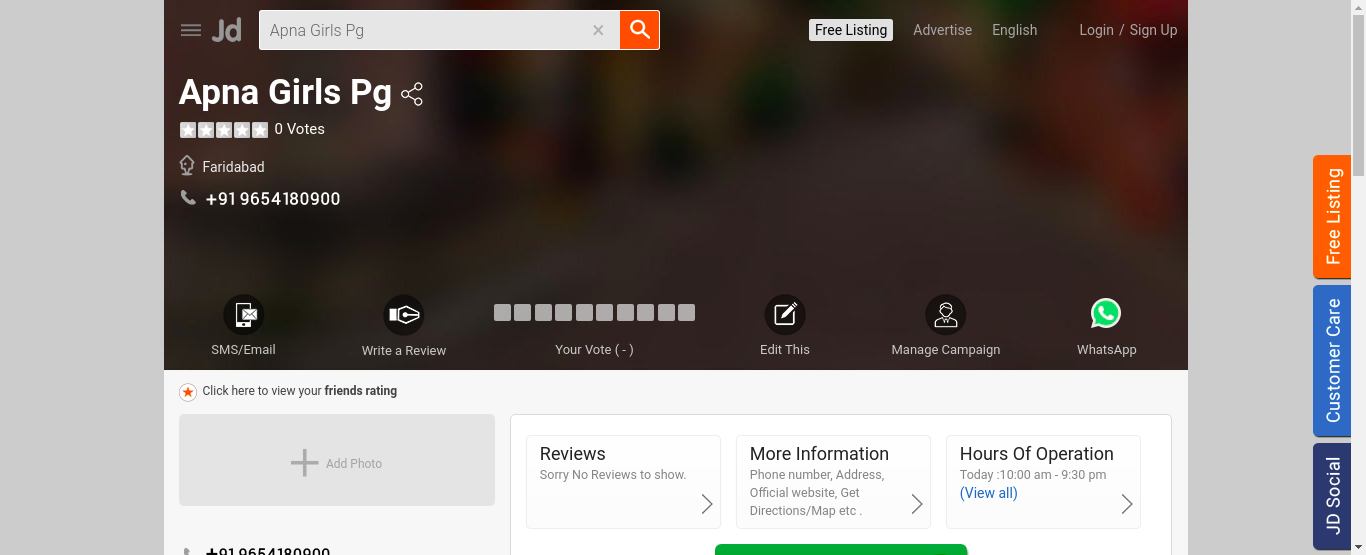 Jd
Apna Girls Pg
Free Listing
Advertise
English
Login / Sign Up
Apna Girls Pg
0 Votes
Faridabad
+91 9654180900
SMS/Email
Write a Review
Your Vote ( - )
Edit This
Manage Campaign
WhatsApp
Click here to view your friends rating
Add Photo
Reviews
Sorry No Reviews to show.
More Information
Phone number, Address,
Official website, Get
Directions/Map etc .
Hours Of Operation
Today :10:00 am - 9:30 pm
(View all)
+91 9654180900
Free Listing
Customer Care
JD Social